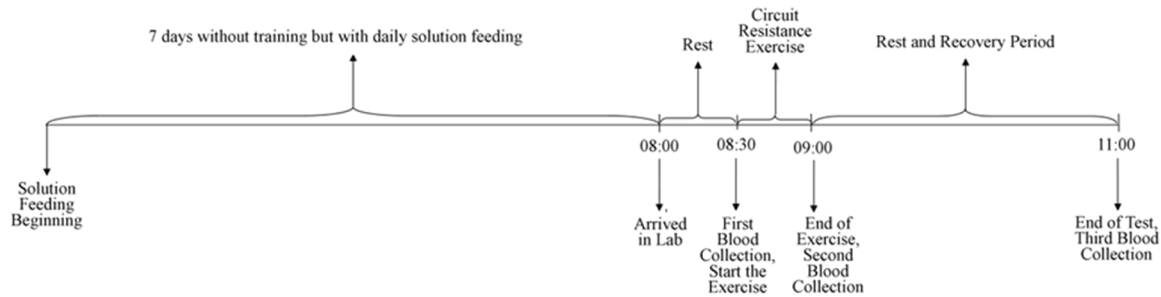 7 days without training but with daily solution feeding
Rest
Circuit
Resistance
Exercise
Rest and Recovery Period
08:00
08:30
09:00
11:00
Solution
Feeding
Beginning
Arrived
in Lab
First
Blood
Collection,
Start the
Exercise
End of
Exercise,
Second
Blood
Collection
End of Test,
Third Blood
Collection